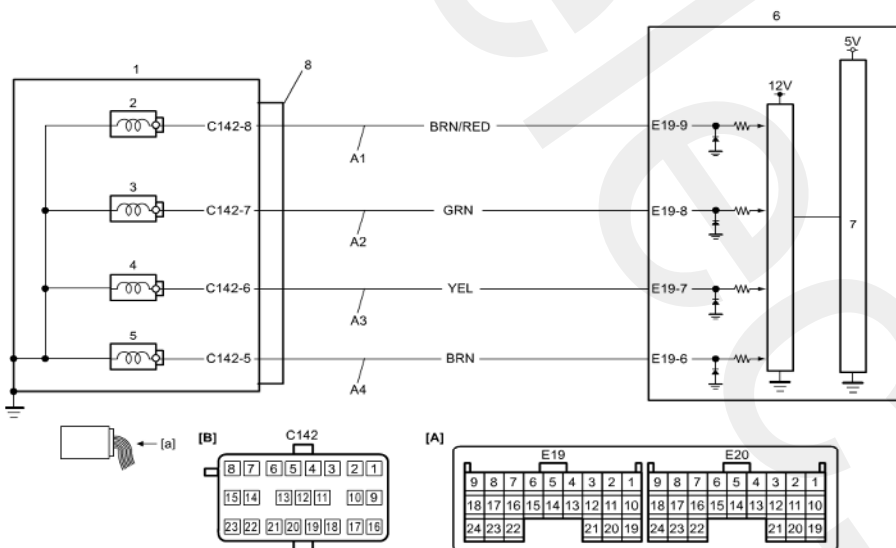 6
5V
1
8
12V
2
C142-8 BRN/RED E19-9
A1
3
C142-7 GRN E19-8
A2
7
4
C142-6 YEL E19-7
A3
5
C142-5 BRN E19-6
A4
[a]
[B] C142
8 7 6 5 4 3 2 1
15 14 13 12 11 10 9
23 22 21 20 19 18 17 16
[A] E19 E20
9 8 7 6 5 4 3 2 1 9 8 7 6 5 4 3 2 1
18 17 16 15 14 13 12 11 10 18 17 16 15 14 13 12 11 10
24 23 22 21 20 19 24 23 22 21 20 19